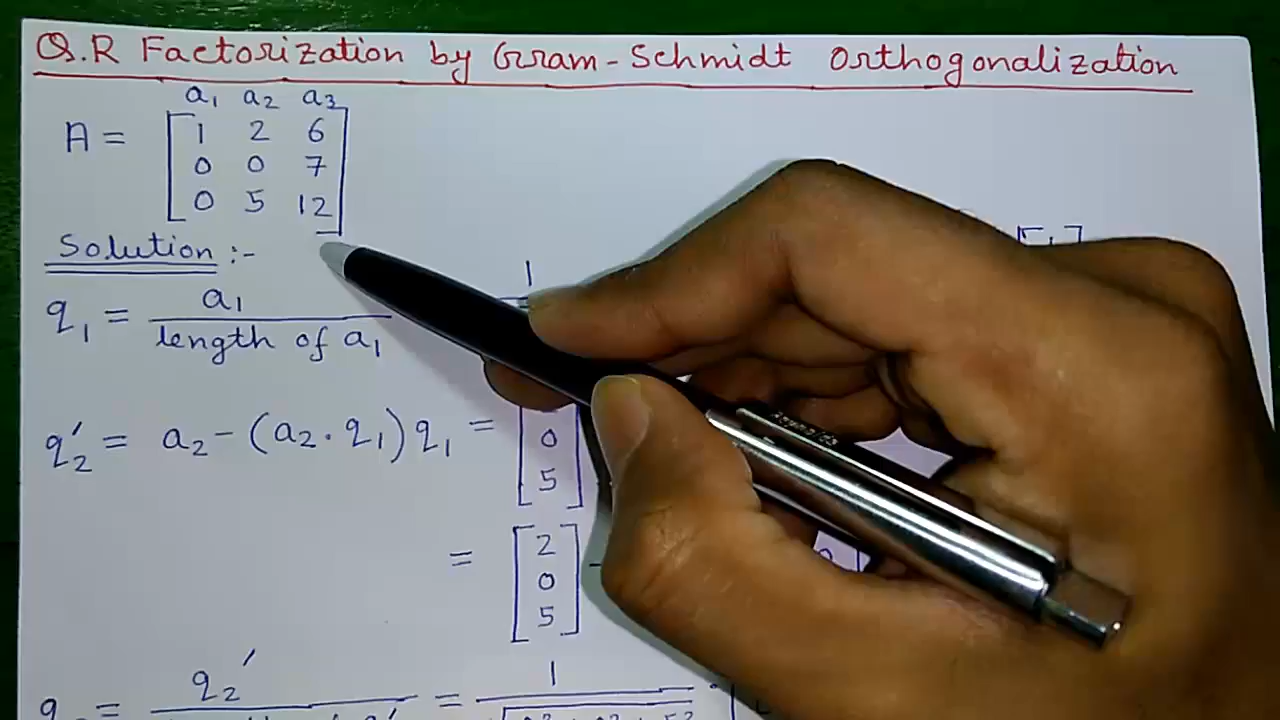 Q.R Factorization by Gram-Schmidt Orthogonalization
a1 a2 a3
A = [1 2 6
0 0 7
0 5 12]
Solution :-
q1 = a1 / length of a1
1
q2' = a2 - (a2 · q1) q1 = [
0
5]
= [2
0
5] -
q2' = 1